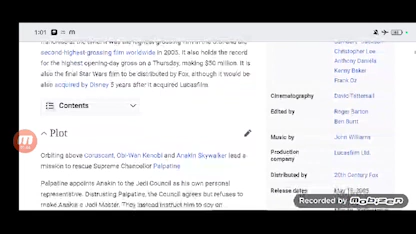 1:01
second-highest-grossing film worldwide in 2005. It also holds the
record for the highest opening-day gross on a Thursday, making $50 million. It is
also the final Star Wars film to be distributed by Fox, although it would be
acquired by Disney 5 years after it acquired Lucasfilm
Contents
Plot
Orbiting above Coruscant, Obi-Wan Kenobi and Anakin Skywalker lead a
mission to rescue Supreme Chancellor Palpatine
Palpatine appoints Anakin to the Jedi Council as his own personal
representative. Distrusting Palpatine, the Council agrees but refuses to
make Anakin a Jedi Master. They instead instruct him to spy on
Christopher Lee
Anthony Daniels
Kenny Baker
Frank Oz
Cinematography David Tattersall
Edited by Roger Barton
Ben Burtt
Music by John Williams
Production company Lucasfilm Ltd.
Distributed by 20th Century Fox
Release dates May 15, 2005
Recorded by Mobizen